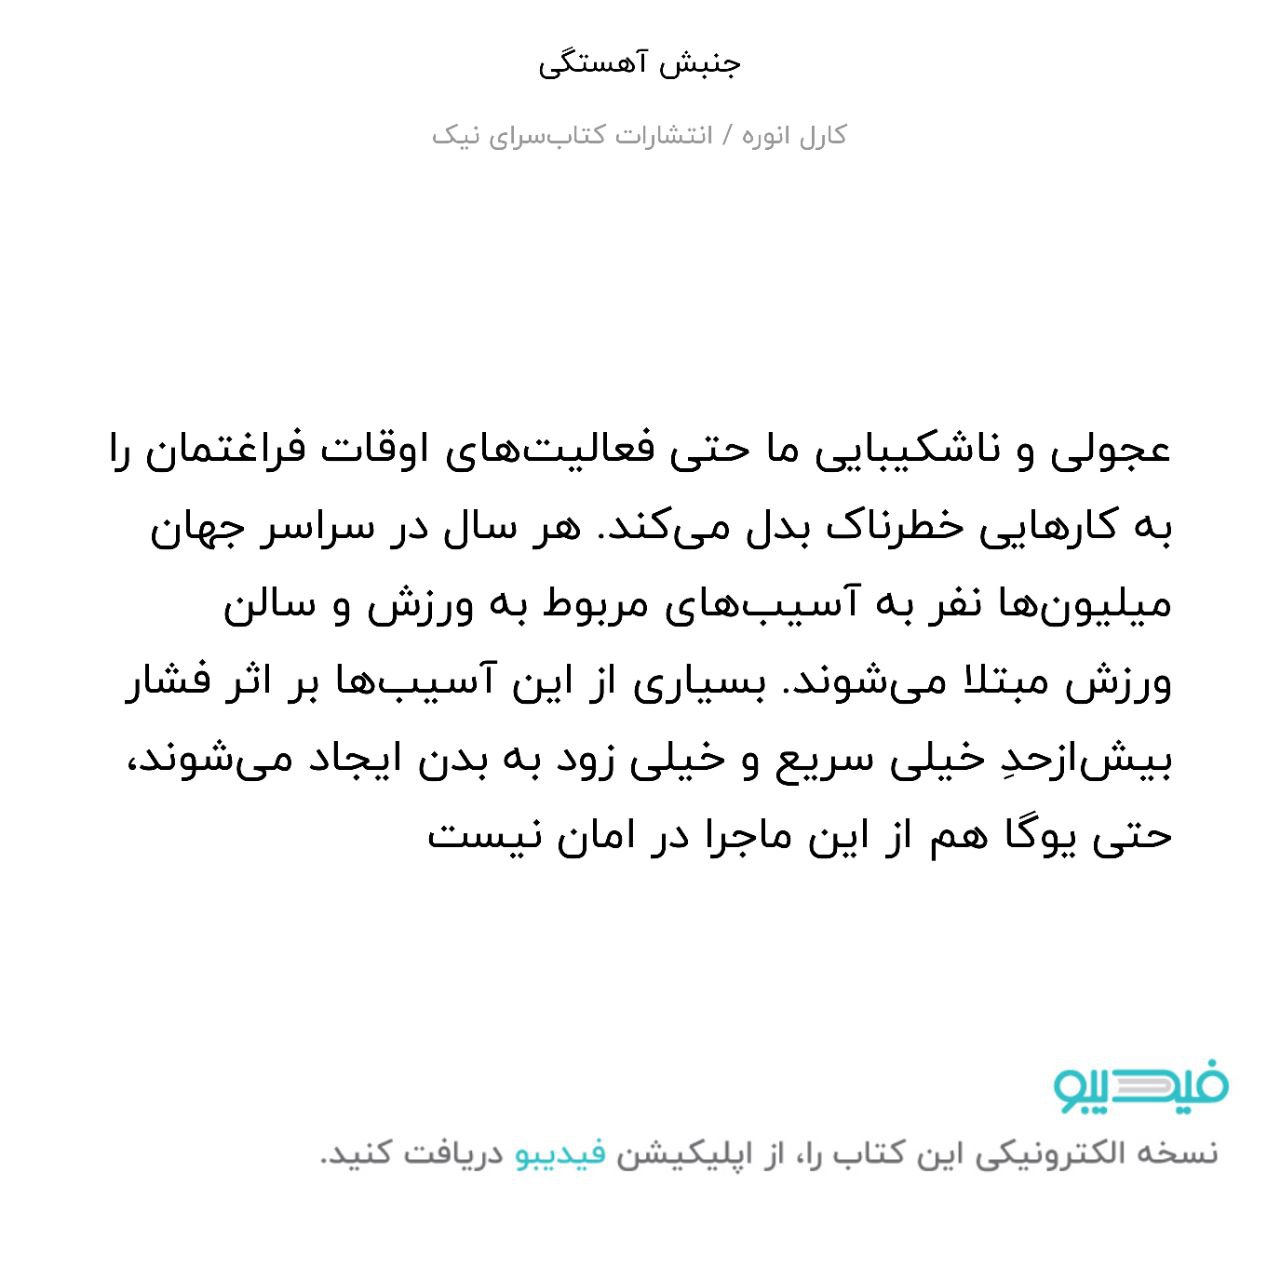 جنبش آهستگی
کارل انوره / انتشارات کتاب‌سرای نیک
عجولی و ناشکیبایی ما حتی فعالیت‌های اوقات فراغتمان را
به کارهایی خطرناک بدل می‌کند. هر سال در سراسر جهان
میلیون‌ها نفر به آسیب‌های مربوط به ورزش و سالن
ورزش مبتلا می‌شوند. بسیاری از این آسیب‌ها بر اثر فشار
بیش‌ازحدِ خیلی سریع و خیلی زود به بدن ایجاد می‌شوند،
حتی یوگا هم از این ماجرا در امان نیست
فیدیبو
نسخه الکترونیکی این کتاب را، از اپلیکیشن فیدیبو دریافت کنید.